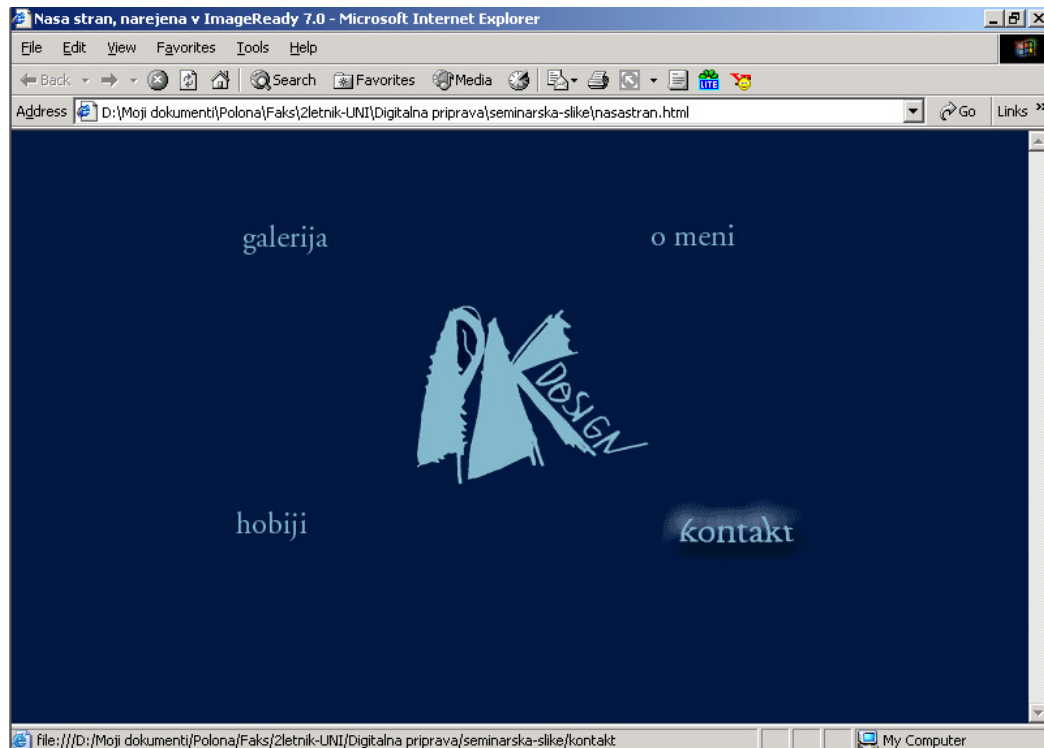 Nasa stran, narejena v ImageReady 7.0 - Microsoft Internet Explorer
File Edit View Favorites Tools Help
Back Search Favorites Media LITE
Address D:\Moji dokumenti\Polona\Faks\2letnik-UNI\Digitalna priprava\seminarska-slike\nasastran.html Go Links »
galerija o meni
PK
DESIGN
hobiji kontakt
file:///D:/Moji dokumenti/Polona/Faks/2letnik-UNI/Digitalna priprava/seminarska-slike/kontakt My Computer